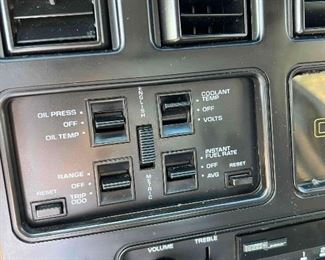 ENGLISH
COOLANT
TEMP
OIL PRESS
OFF
OFF
OIL TEMP
VOLTS
INSTANT
FUEL RATE
RANGE
OFF
RESET
OFF
RESET
TRIP
ODO
AVG
METRIC
VOLUME
TREBLE